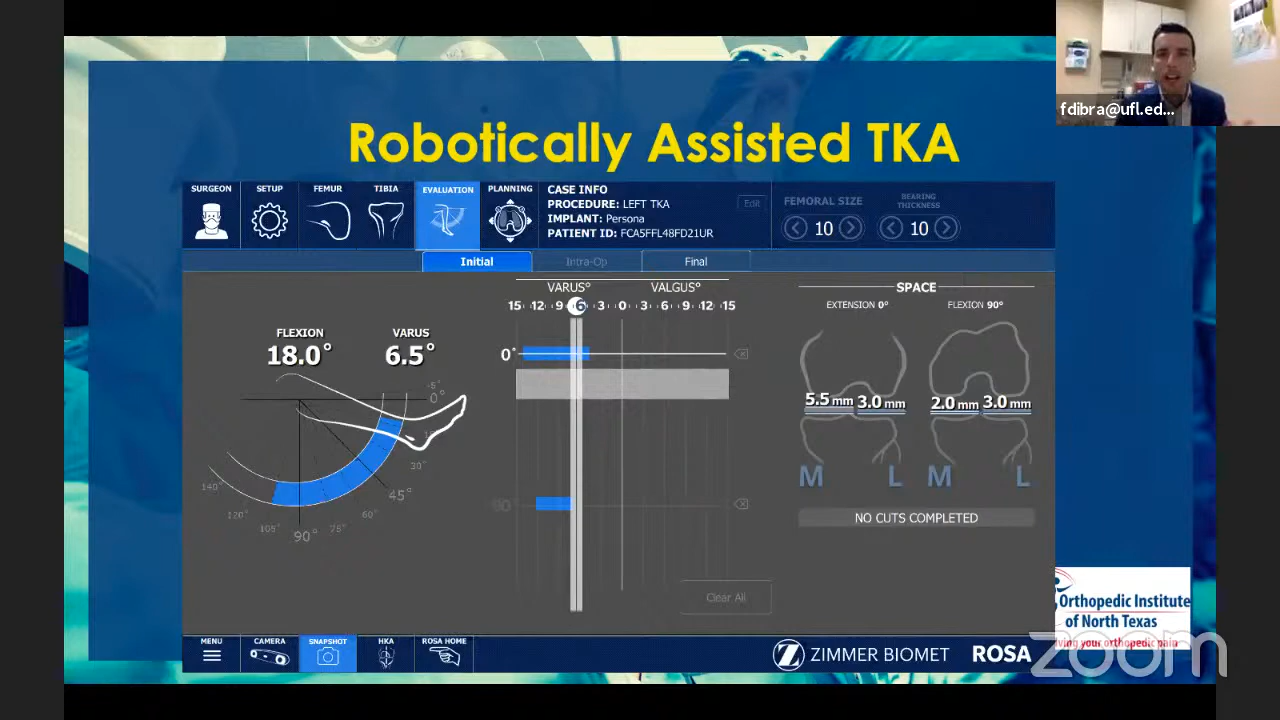 fdibra@ufl.ed...
Robotically Assisted TKA
SURGEON
SETUP
FEMUR
TIBIA
EVALUATION
PLANNING
CASE INFO
PROCEDURE: LEFT TKA
IMPLANT: Persona
PATIENT ID: FCA5FFL48FD21UR
Edit
FEMORAL SIZE
10
BEARING
THICKNESS
10
Initial
Intra-Op
Final
FLEXION
18.0°
VARUS
6.5°
-5°
0°
30°
45°
60°
75°
90°
105°
120°
140°
VARUS° VALGUS°
15 12 9 6 3 0 3 6 9 12 15
0°
90°
Clear All
SPACE
EXTENSION 0°
FLEXION 90°
5.5 mm 3.0 mm
2.0 mm 3.0 mm
M L
M L
NO CUTS COMPLETED
MENU
CAMERA
SNAPSHOT
HKA
ROSA HOME
ZIMMER BIOMET
ROSA
Orthopedic Institute
of North Texas
your orthopedic pain
zoom